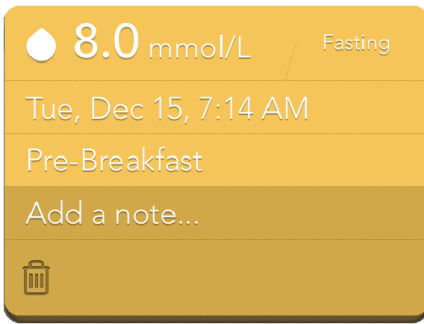 8.0 mmol/L Fasting
Tue, Dec 15, 7:14 AM
Pre-Breakfast
Add a note...